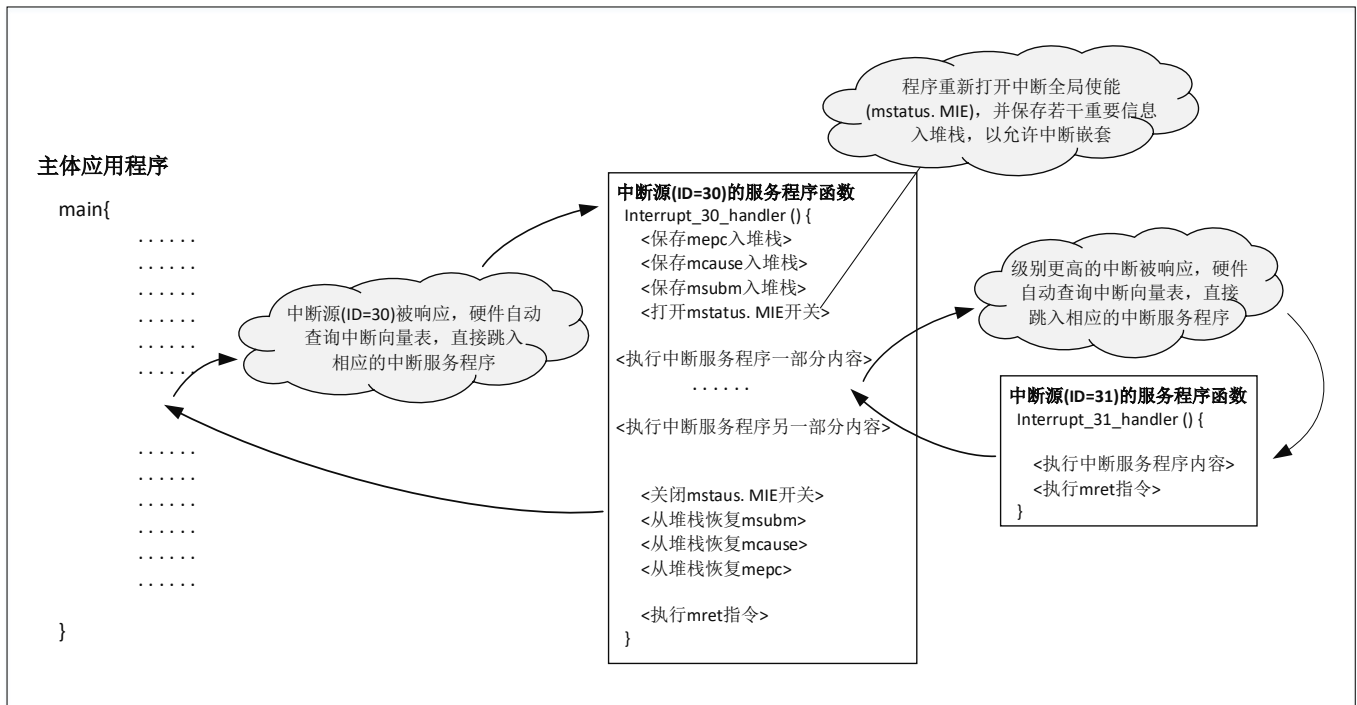 主体应用程序
main{
......
......
......
......
......
......
......
......
......
......
......
......
}
中断源(ID=30)被响应，硬件自动
查询中断向量表，直接跳入
相应的中断服务程序
中断源(ID=30)的服务程序函数
Interrupt_30_handler () {
<保存mepc入堆栈>
<保存mcause入堆栈>
<保存msubm入堆栈>
<打开mstatus. MIE开关>
<执行中断服务程序一部分内容>
......
<执行中断服务程序另一部分内容>
<关闭mstaus. MIE开关>
<从堆栈恢复msubm>
<从堆栈恢复mcause>
<从堆栈恢复mepc>
<执行mret指令>
}
程序重新打开中断全局使能
(mstatus. MIE)，并保存若干重要信息
入堆栈，以允许中断嵌套
级别更高的中断被响应，硬件
自动查询中断向量表，直接
跳入相应的中断服务程序
中断源(ID=31)的服务程序函数
Interrupt_31_handler () {
<执行中断服务程序内容>
<执行mret指令>
}